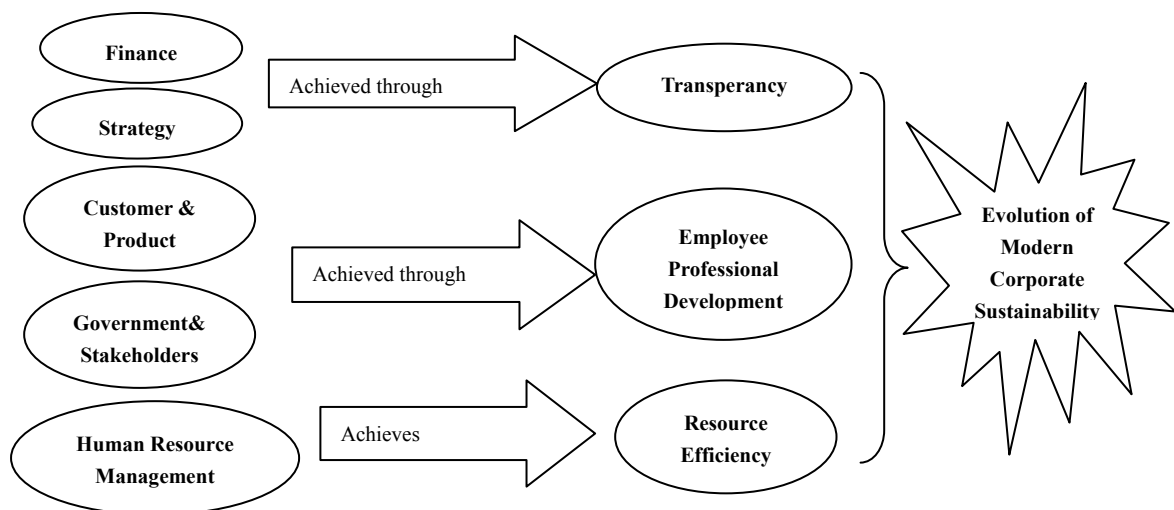 Finance
Strategy
Customer &
Product
Government&
Stakeholders
Human Resource
Management
Achieved through
Achieved through
Achieves
Transperancy
Employee
Professional
Development
Resource
Efficiency
Evolution of
Modern
Corporate
Sustainability